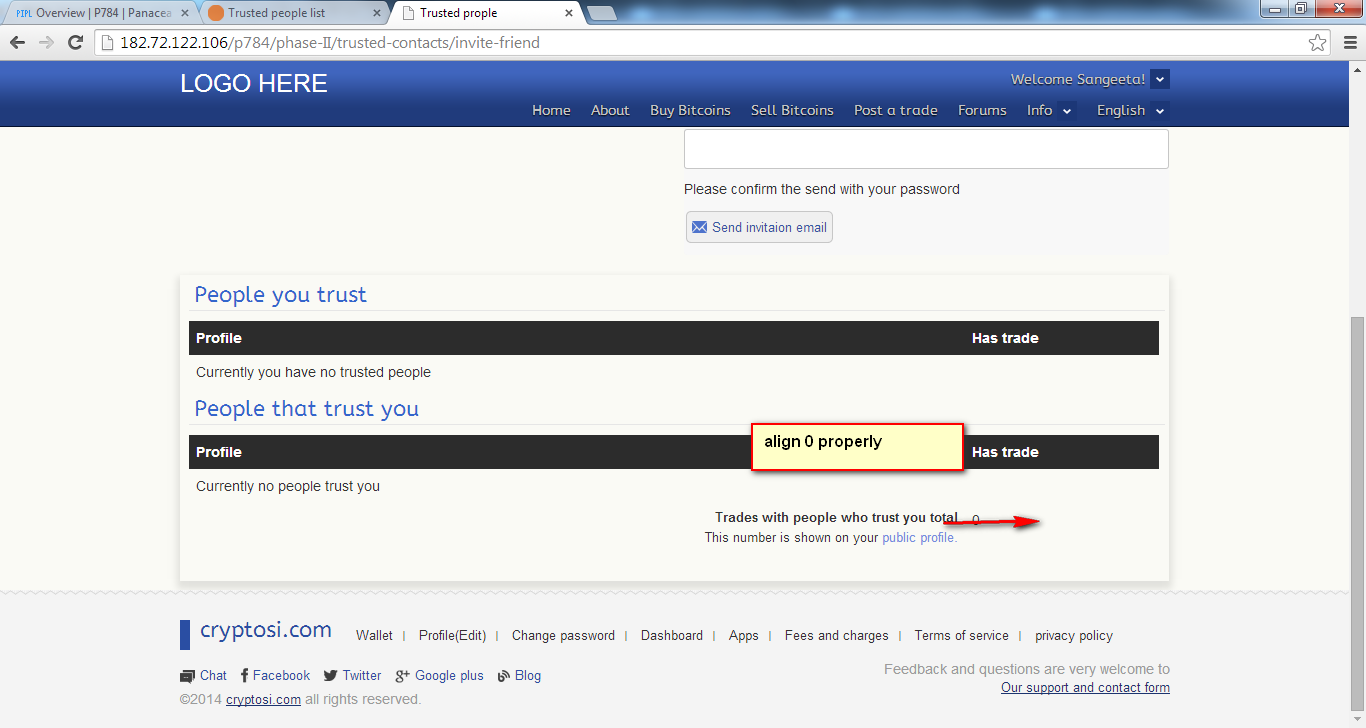 PIPL Overview | P784 | Panacea
Trusted people list
Trusted prople
182.72.122.106/p784/phase-II/trusted-contacts/invite-friend
LOGO HERE
Welcome Sangeeta!
Home About Buy Bitcoins Sell Bitcoins Post a trade Forums Info English
Please confirm the send with your password
Send invitaion email
People you trust
Profile Has trade
Currently you have no trusted people
People that trust you
align 0 properly
Profile Has trade
Currently no people trust you
Trades with people who trust you total 0
This number is shown on your public profile.
cryptosi.com
Wallet | Profile(Edit) | Change password | Dashboard | Apps | Fees and charges | Terms of service | privacy policy
Chat Facebook Twitter Google plus Blog
Feedback and questions are very welcome to
Our support and contact form
©2014 cryptosi.com all rights reserved.